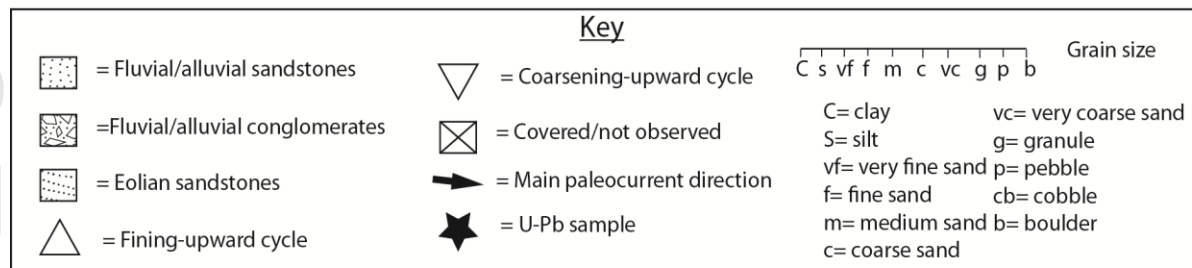 Key
= Fluvial/alluvial sandstones
=Fluvial/alluvial conglomerates
= Eolian sandstones
= Fining-upward cycle
= Coarsening-upward cycle
= Covered/not observed
= Main paleocurrent direction
= U-Pb sample
Grain size
C s vf f m c vc g p b
C= clay
S= silt
vf= very fine sand
f= fine sand
m= medium sand
c= coarse sand
vc= very coarse sand
g= granule
p= pebble
cb= cobble
b= boulder